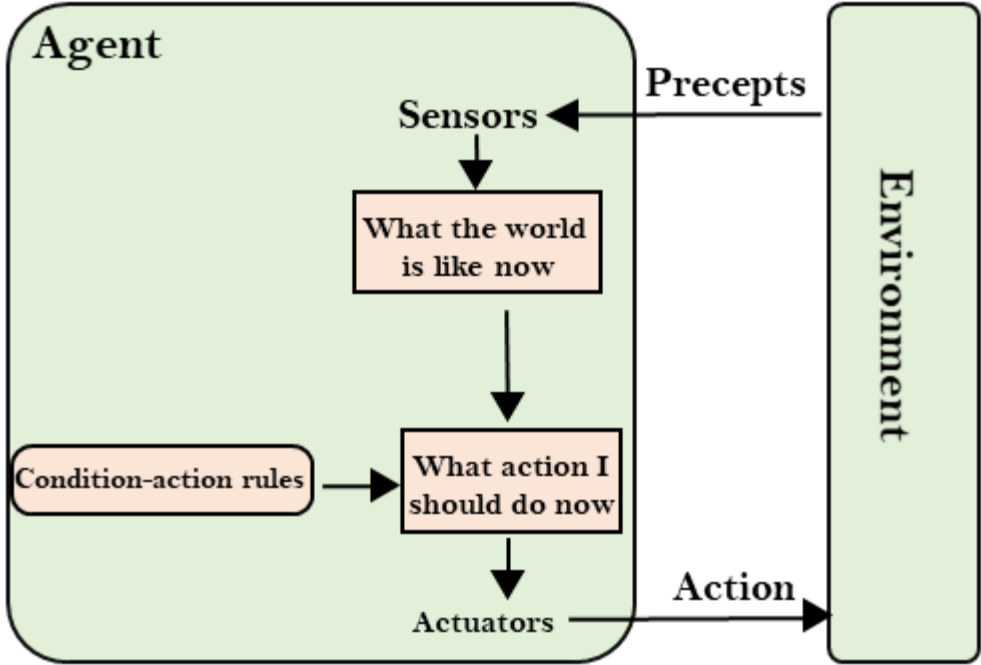 Agent
Precepts
Sensors
What the world
is like now
Environment
Condition-action rules
What action I
should do now
Action
Actuators